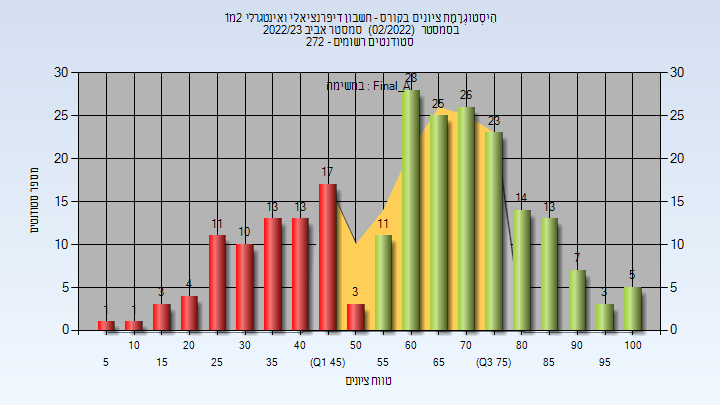 היסטוגרמת ציונים בקורס - חשבון דיפרנציאלי ואינטגרלי 2מ1
בסמסטר (02/2022) סמסטר אביב 2022/23
סטודנטים רשומים - 272
במשימה : Final_A
מספר סטודנטים
30 25 20 15 10 5 0
1 1 3 4 11 10 13 13 17 3 11 28 25 26 23 14 13 7 3 5
30 25 20 15 10 5 0
10 20 30 40 50 60 70 80 90 100
5 15 25 35 (Q1 45) 55 65 (Q3 75) 85 95
טווח ציונים